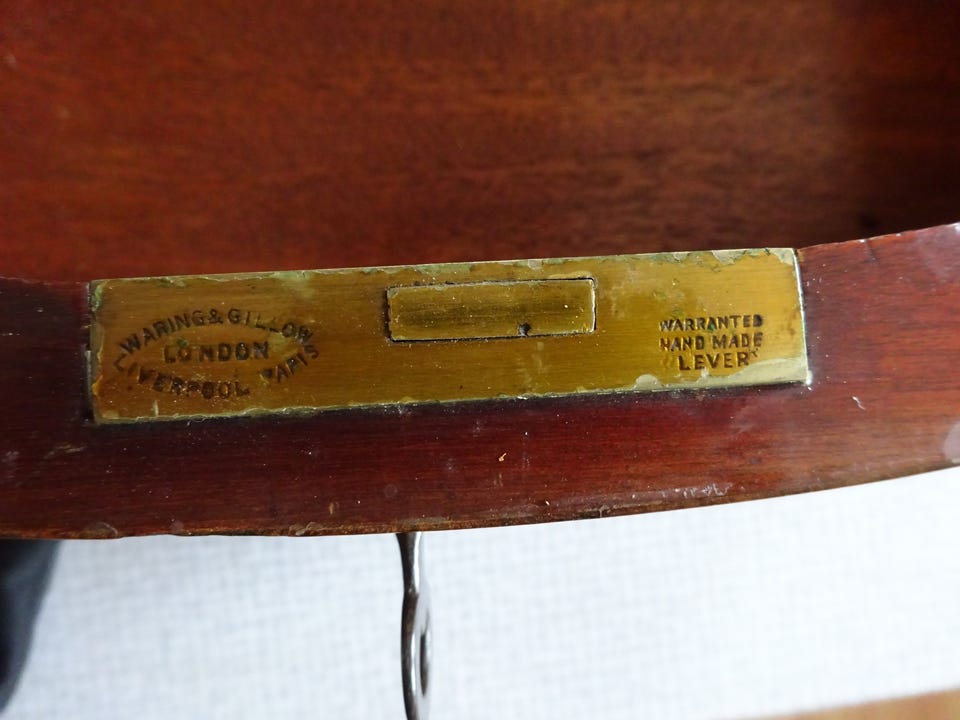 WARING & GILLOW
LONDON
LIVERPOOL PARIS
WARRANTED
HAND MADE
LEVER